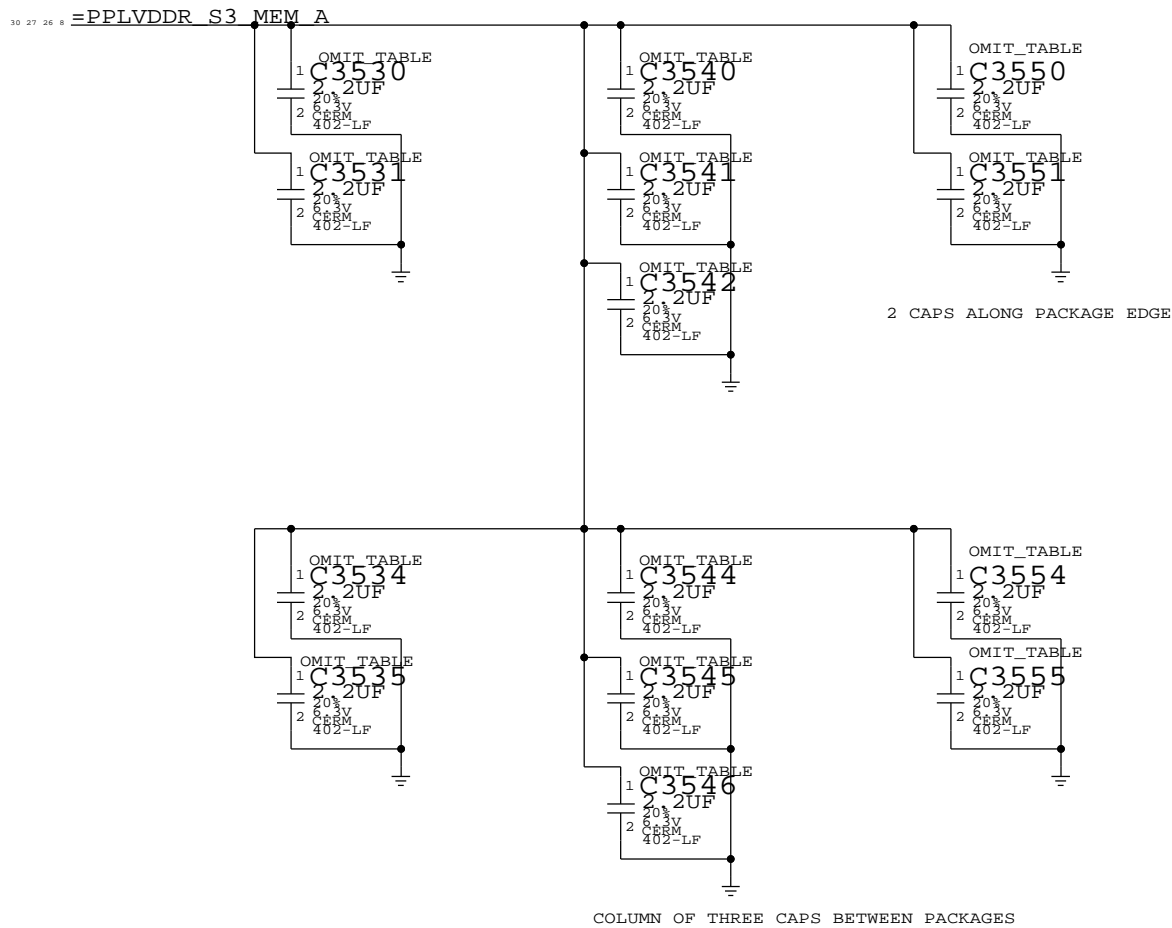 30 27 26 8 =PPLVDDR_S3_MEM_A
OMIT_TABLE
1 C3530
2.2UF
20%
6.3V
2 CERM
402-LF
OMIT_TABLE
1 C3540
2.2UF
20%
6.3V
2 CERM
402-LF
OMIT_TABLE
1 C3550
2.2UF
20%
6.3V
2 CERM
402-LF
OMIT_TABLE
1 C3531
2.2UF
20%
6.3V
2 CERM
402-LF
OMIT_TABLE
1 C3541
2.2UF
20%
6.3V
2 CERM
402-LF
OMIT_TABLE
1 C3551
2.2UF
20%
6.3V
2 CERM
402-LF
OMIT_TABLE
1 C3542
2.2UF
20%
6.3V
2 CERM
402-LF
2 CAPS ALONG PACKAGE EDGE
OMIT_TABLE
1 C3534
2.2UF
20%
6.3V
2 CERM
402-LF
OMIT_TABLE
1 C3544
2.2UF
20%
6.3V
2 CERM
402-LF
OMIT_TABLE
1 C3554
2.2UF
20%
6.3V
2 CERM
402-LF
OMIT_TABLE
1 C3535
2.2UF
20%
6.3V
2 CERM
402-LF
OMIT_TABLE
1 C3545
2.2UF
20%
6.3V
2 CERM
402-LF
OMIT_TABLE
1 C3555
2.2UF
20%
6.3V
2 CERM
402-LF
OMIT_TABLE
1 C3546
2.2UF
20%
6.3V
2 CERM
402-LF
COLUMN OF THREE CAPS BETWEEN PACKAGES